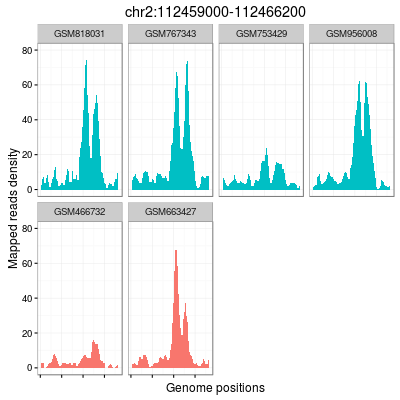 chr2:112459000-112466200
GSM818031 GSM767343 GSM753429 GSM956008
80
60
40
20
0
GSM466732 GSM663427
80
60
40
20
0
Mapped reads density
Genome positions